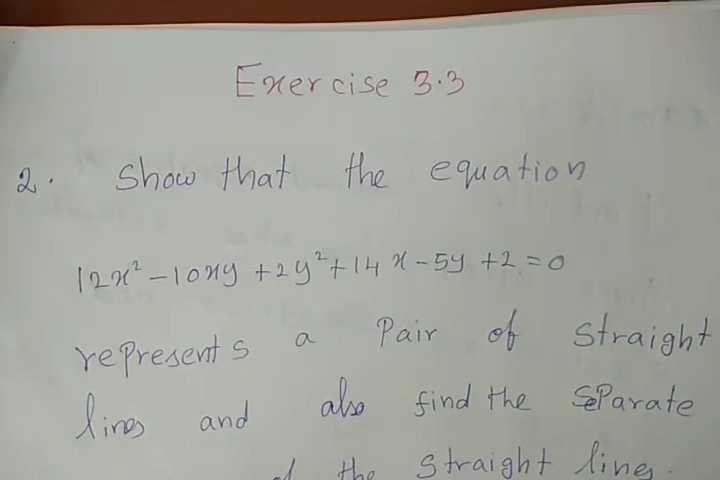 Exercise 3.3
2. Show that the equation
12x² - 10xy + 2y² + 14x - 5y + 2 = 0
represents a Pair of Straight
lines and also find the SeParate
of the Straight lines.